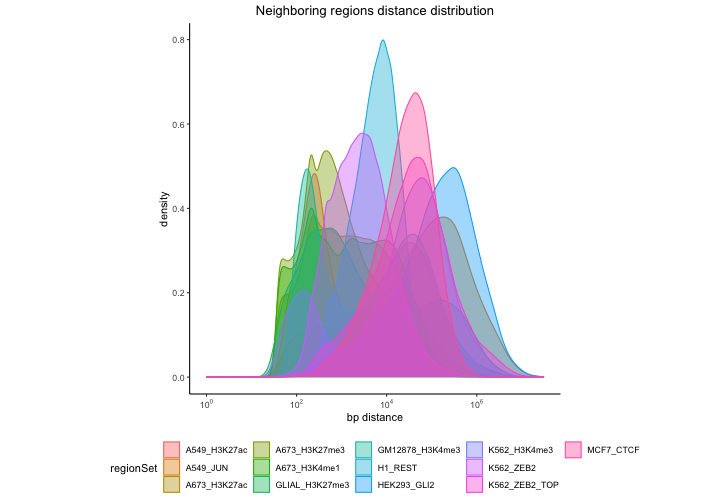 Neighboring regions distance distribution
0.8
0.6
0.4
0.2
0.0
density
10^0 10^2 10^4 10^6
bp distance
regionSet
A549_H3K27ac A673_H3K27me3 GM12878_H3K4me3 K562_H3K4me3 MCF7_CTCF
A549_JUN A673_H3K4me1 H1_REST K562_ZEB2
A673_H3K27ac GLIAL_H3K27me3 HEK293_GLI2 K562_ZEB2_TOP